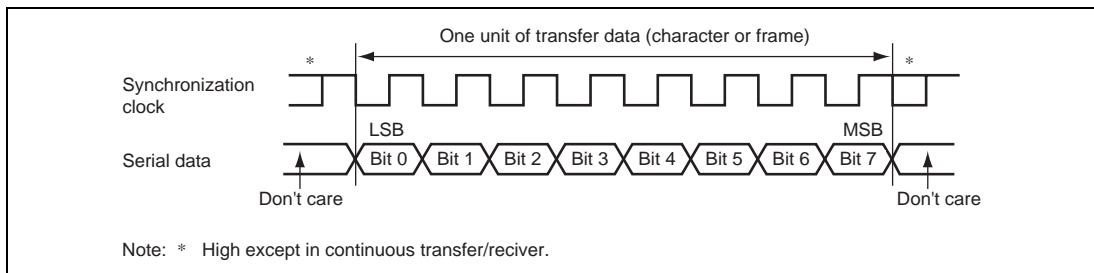 One unit of transfer data (character or frame)
* *
Synchronization
clock
LSB MSB
Serial data Bit 0 Bit 1 Bit 2 Bit 3 Bit 4 Bit 5 Bit 6 Bit 7
Don't care Don't care
Note: * High except in continuous transfer/reciver.